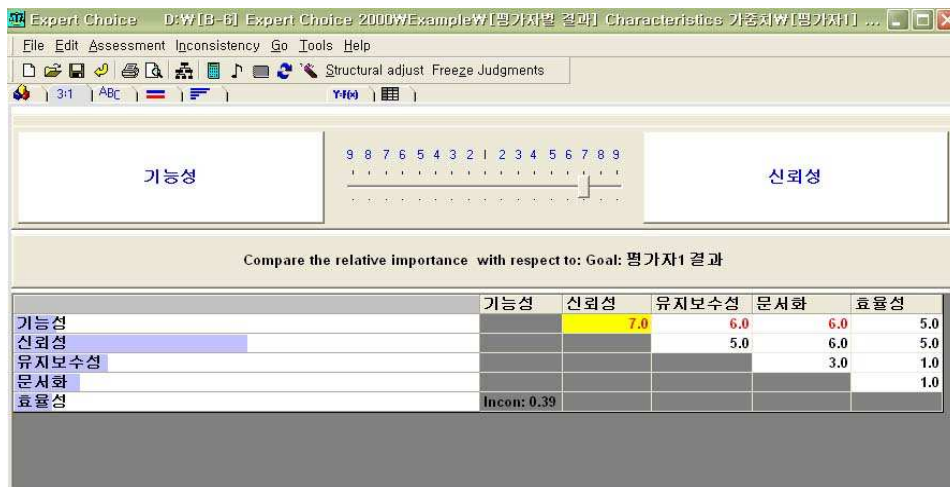 Expert Choice D:₩[B-6] Expert Choice 2000₩Example₩[평가자별 결과] Characteristics 가중치₩[평가자1] ...
File Edit Assessment Inconsistency Go Tools Help
Structural adjust Freeze Judgments
3:1 ABC Y=F(x)
기능성
9 8 7 6 5 4 3 2 1 2 3 4 5 6 7 8 9
신뢰성
Compare the relative importance with respect to: Goal: 평가자1 결과
기능성 신뢰성 유지보수성 문서화 효율성
기능성 7.0 6.0 6.0 5.0
신뢰성 5.0 6.0 5.0
유지보수성 3.0 1.0
문서화 1.0
효율성 Incon: 0.39